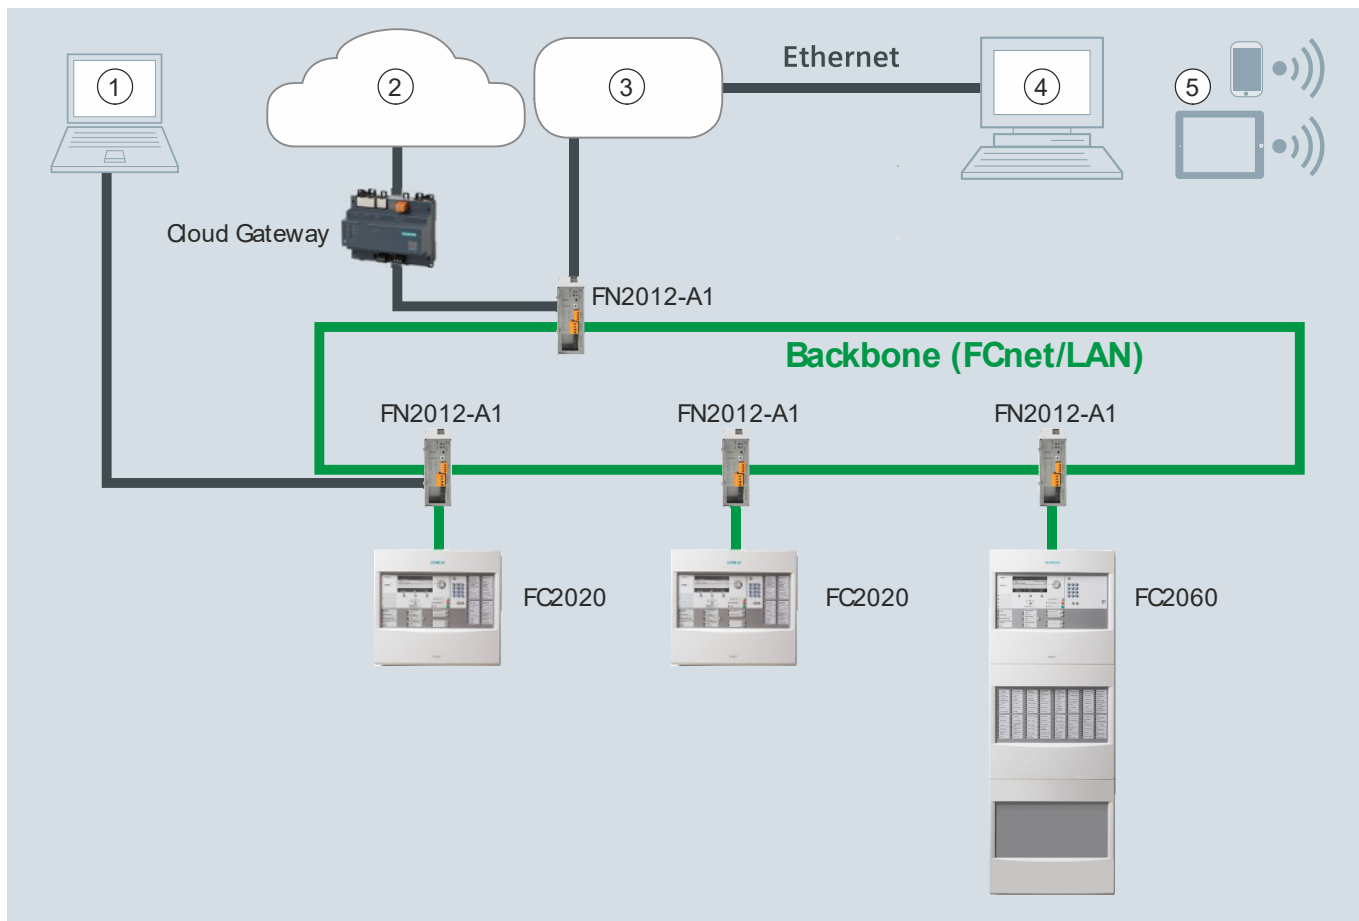 Ethernet
1
2
3
4
5
Cloud Gateway
FN2012-A1
Backbone (FCnet/LAN)
FN2012-A1
FN2012-A1
FN2012-A1
FC2020
FC2020
FC2060